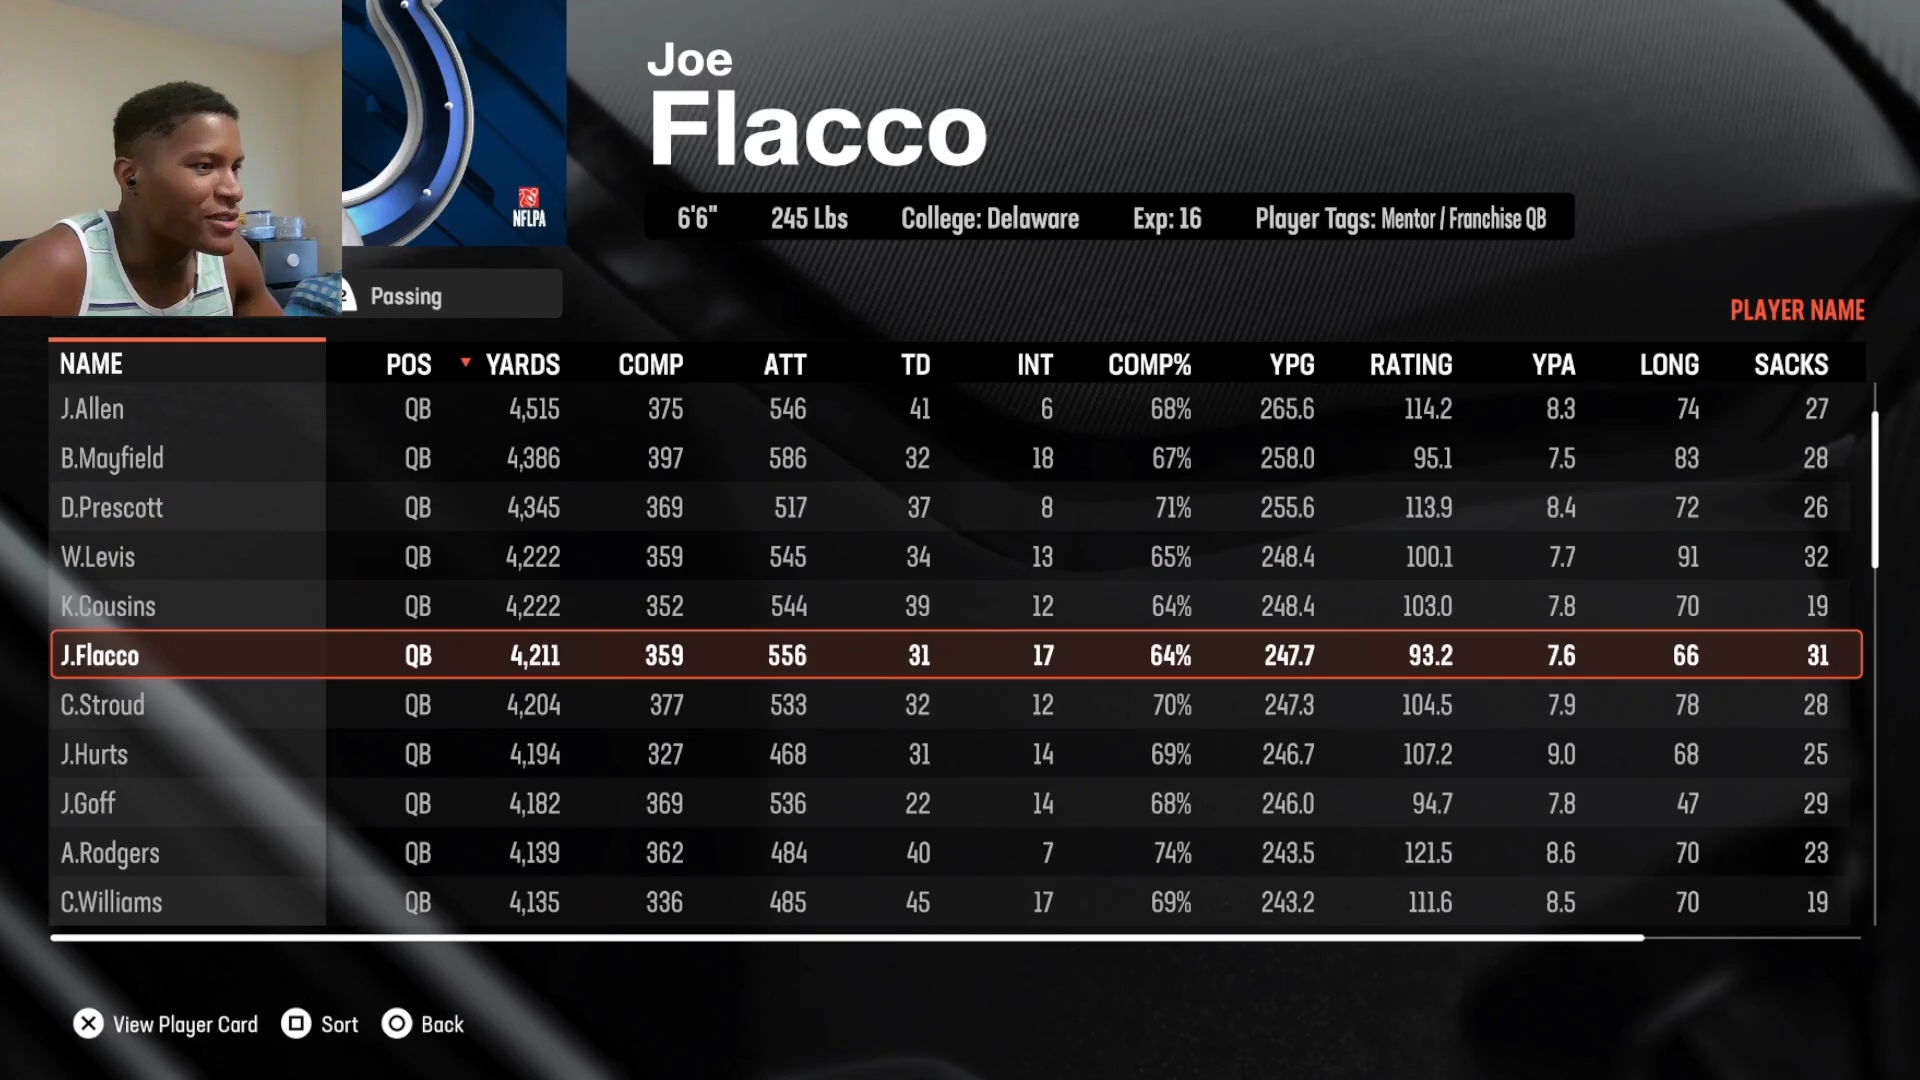 Joe
Flacco
NFLPA
6'6" 245 Lbs College: Delaware Exp: 16 Player Tags: Mentor / Franchise QB
2 Passing
PLAYER NAME
NAME POS YARDS COMP ATT TD INT COMP% YPG RATING YPA LONG SACKS
J.Allen QB 4,515 375 546 41 6 68% 265.6 114.2 8.3 74 27
B.Mayfield QB 4,386 397 586 32 18 67% 258.0 95.1 7.5 83 28
D.Prescott QB 4,345 369 517 37 8 71% 255.6 113.9 8.4 72 26
W.Levis QB 4,222 359 545 34 13 65% 248.4 100.1 7.7 91 32
K.Cousins QB 4,222 352 544 39 12 64% 248.4 103.0 7.8 70 19
J.Flacco QB 4,211 359 556 31 17 64% 247.7 93.2 7.6 66 31
C.Stroud QB 4,204 377 533 32 12 70% 247.3 104.5 7.9 78 28
J.Hurts QB 4,194 327 468 31 14 69% 246.7 107.2 9.0 68 25
J.Goff QB 4,182 369 536 22 14 68% 246.0 94.7 7.8 47 29
A.Rodgers QB 4,139 362 484 40 7 74% 243.5 121.5 8.6 70 23
C.Williams QB 4,135 336 485 45 17 69% 243.2 111.6 8.5 70 19
View Player Card Sort Back